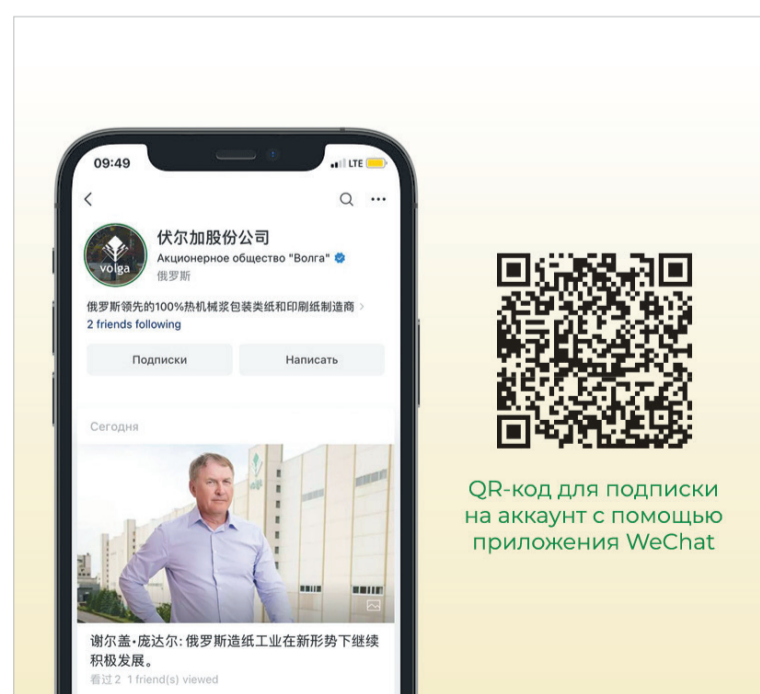 09:49
LTE
伏尔加股份公司
Акционерное общество "Волга"
俄罗斯
volga
俄罗斯领先的100%热机械浆包装类纸和印刷纸制造商
2 friends following
Подписки
Написать
Сегодня
volga
谢尔盖·庞达尔: 俄罗斯造纸工业在新形势下继续
积极发展。
看过 2 1 friend(s) viewed
QR-код для подписки
на аккаунт с помощью
приложения WeChat